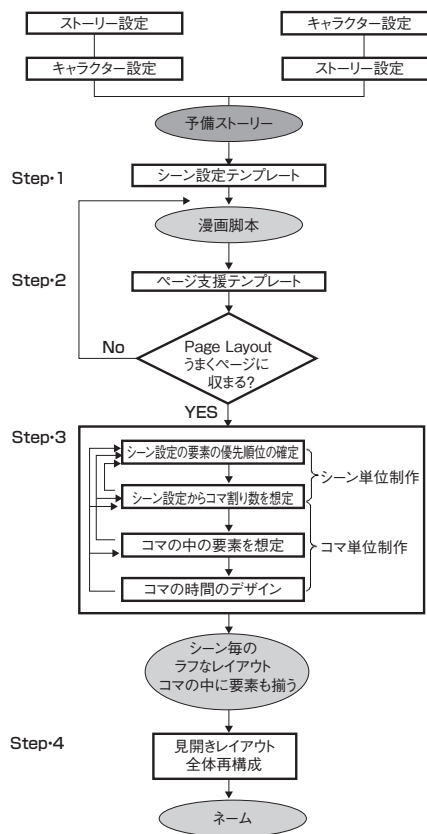 ストーリー設定
キャラクター設定
キャラクター設定
ストーリー設定
予備ストーリー
Step・1
シーン設定テンプレート
漫画脚本
Step・2
ページ支援テンプレート
No
Page Layout
うまくページに
収まる?
YES
Step・3
シーン設定の要素の優先順位の確定
シーン単位制作
シーン設定からコマ割り数を想定
コマの中の要素を想定
コマ単位制作
コマの時間のデザイン
シーン毎の
ラフなレイアウト
コマの中に要素も揃う
Step・4
見開きレイアウト
全体再構成
ネーム